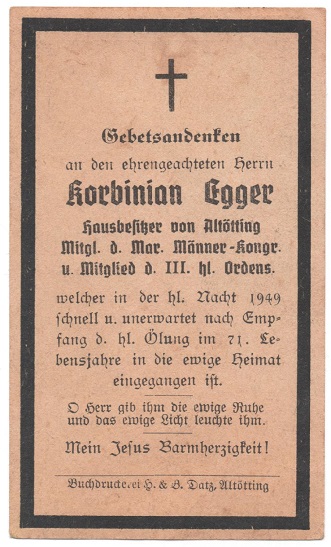 Gebetsandenken
an den ehrengeachteten Herrn
Korbinian Egger
Hausbesitzer von Altötting
Mitgl. d. Mar. Männer-Kongr.
u. Mitglied d. III. hl. Ordens.
welcher in der hl. Nacht 1949
schnell u. unerwartet nach Emp-
fang d. hl. Ölung im 71. Le-
bensjahre in die ewige Heimat
eingegangen ist.
O Herr gib ihm die ewige Ruhe
und das ewige Licht leuchte ihm.
Mein Jesus Barmherzigkeit!
Buchdruckerei H. & B. Datz, Altötting